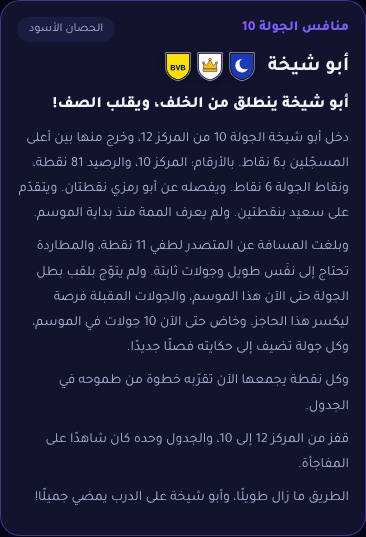 منافس الجولة 10
الحصان الأسود
أبو شيخة
BVB
أبو شيخة ينطلق من الخلف، ويقلب الصف!
دخل أبو شيخة الجولة 10 من المركز 12، وخرج منها بين أعلى
المسجّلين بـ6 نقاط. بالأرقام: المركز 10، والرصيد 81 نقطة،
ونقاط الجولة 6 نقاط. ويفصله عن أبو رمزي نقطتان. ويتقدّم
على سعيد بنقطتين. ولم يعرف القمة منذ بداية الموسم.
وبلغت المسافة عن المتصدر لطفي 11 نقطة، والمطاردة
تحتاج إلى نفَس طويل وجولات ثابتة. ولم يتوّج بلقب بطل
الجولة حتى الآن هذا الموسم، والجولات المقبلة فرصة
ليكسر هذا الحاجز. وخاض حتى الآن 10 جولات في الموسم،
وكل جولة تضيف إلى حكايته فصلًا جديدًا.
وكل نقطة يجمعها الآن تقرّبه خطوة من طموحه في
الجدول.
قفز من المركز 12 إلى 10، والجدول وحده كان شاهدًا على
المفاجأة.
الطريق ما زال طويلًا، وأبو شيخة على الدرب يمضي جميلًا!